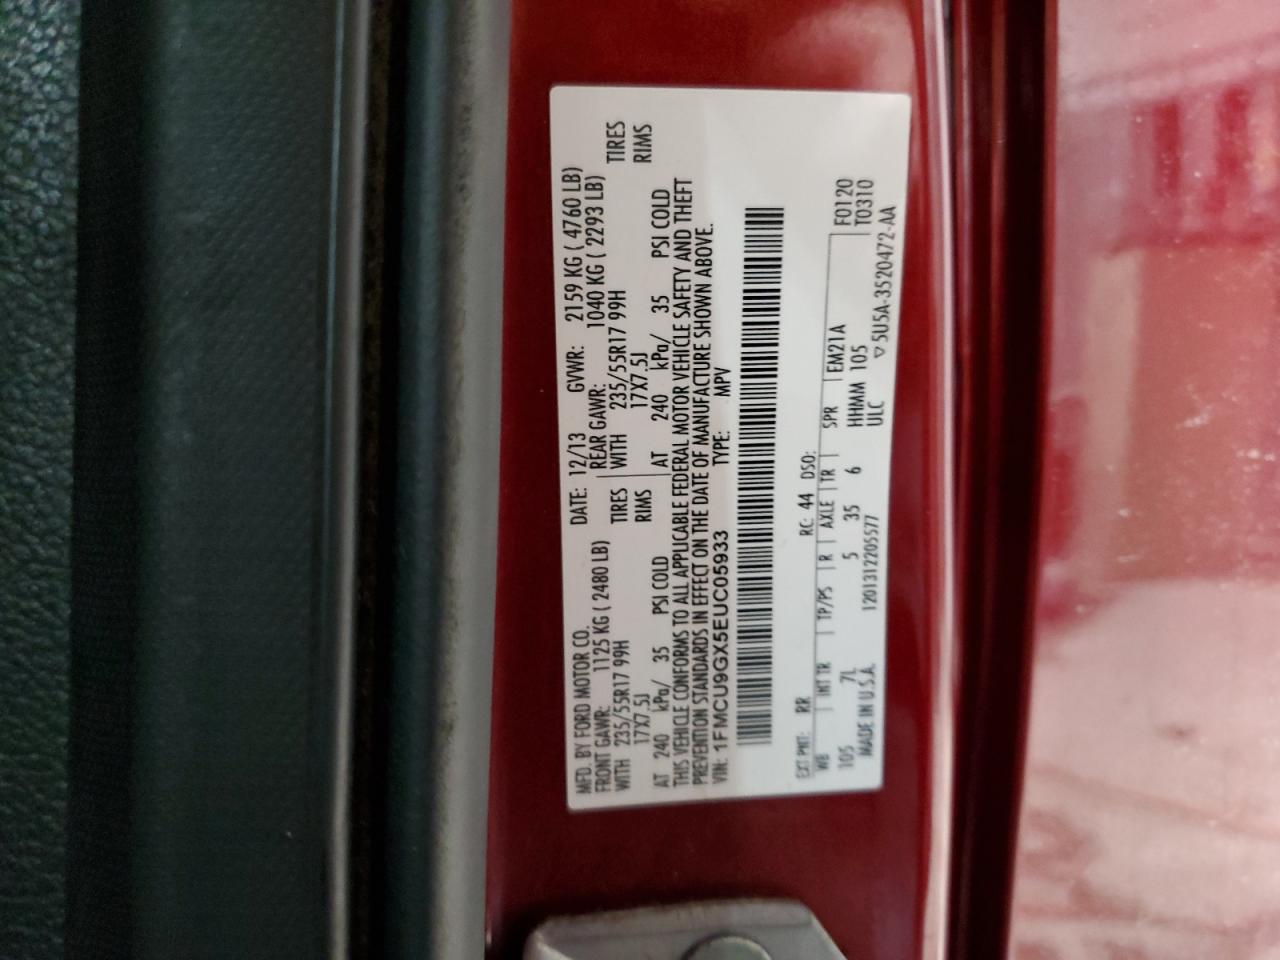 MFD. BY FORD MOTOR CO.
DATE: 12/13 GVWR: 2159 KG ( 4760 LB)
FRONT GAWR: 1125 KG ( 2480 LB) REAR GAWR: 1040 KG ( 2293 LB)
WITH 235/55R17 99H TIRES WITH 235/55R17 99H TIRES
17X7.5J RIMS 17X7.5J RIMS
AT 240 kPa/ 35 PSI COLD AT 240 kPa/ 35 PSI COLD
THIS VEHICLE CONFORMS TO ALL APPLICABLE FEDERAL MOTOR VEHICLE SAFETY AND THEFT
PREVENTION STANDARDS IN EFFECT ON THE DATE OF MANUFACTURE SHOWN ABOVE.
VIN: 1FMCU9GX5EUC05933 TYPE: MPV
EXT PNT: RR RC: 44 DSO:
WB INT TR TP/PS R AXLE TR SPR EM21A F0120
105 7L 5 35 6 HHMM 105 T0310
MADE IN U.S.A. 1201312205577 ULC ▽5U5A-3520472-AA